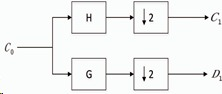 H ↓2 C₁
C₀
G ↓2 D₁